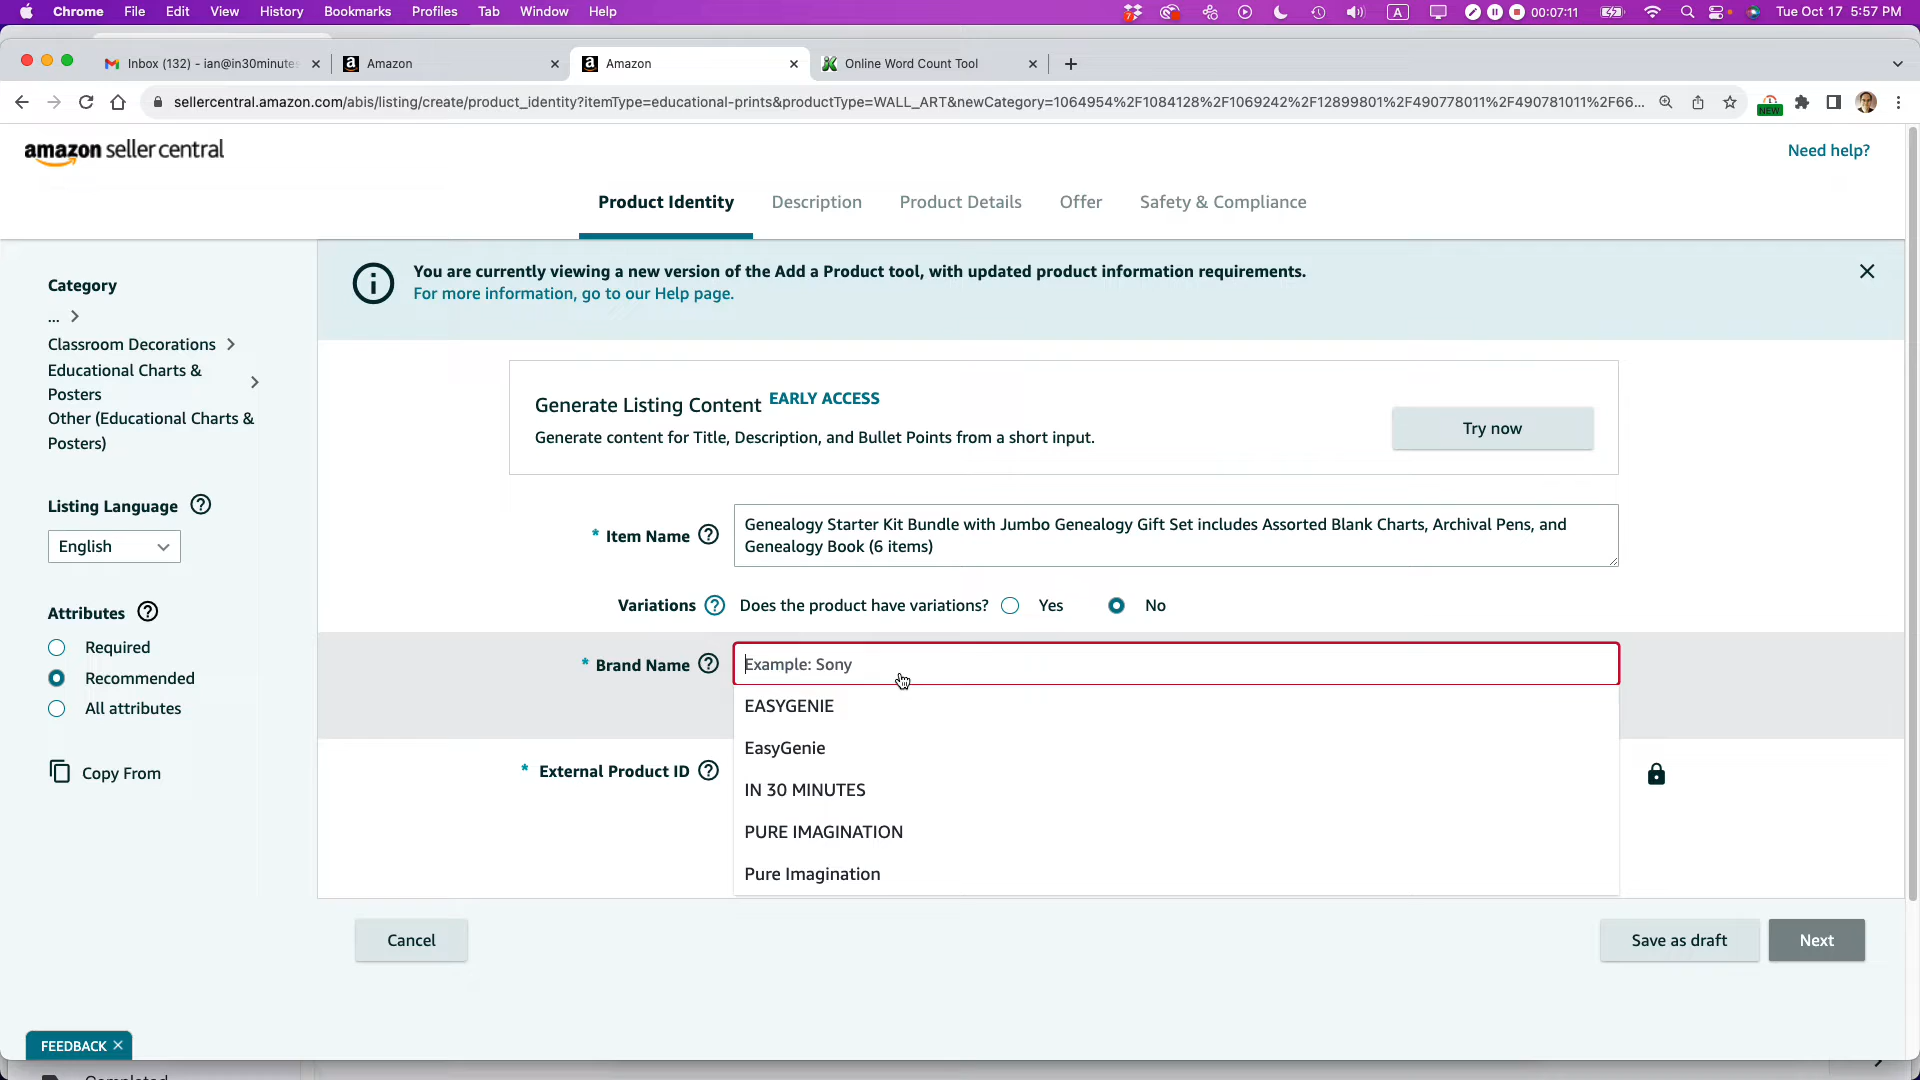 Chrome File Edit View History Bookmarks Profiles Tab Window Help
7 A 00:07:11 Tue Oct 17 5:57 PM
Inbox (132) - ian@in30minutes
Amazon
Amazon
Online Word Count Tool
sellercentral.amazon.com/abis/listing/create/product_identity?itemType=educational-prints&productType=WALL_ART&newCategory=1064954%2F1084128%2F1069242%2F12899801%2F490778011%2F490781011%2F66...
NEW
amazon seller central
Need help?
Product Identity Description Product Details Offer Safety & Compliance
You are currently viewing a new version of the Add a Product tool, with updated product information requirements.
For more information, go to our Help page.
Category
... >
Classroom Decorations >
Educational Charts &
Posters >
Other (Educational Charts &
Posters)
Listing Language ?
English
Attributes ?
Required
Recommended
All attributes
Copy From
Generate Listing Content EARLY ACCESS
Generate content for Title, Description, and Bullet Points from a short input.
Try now
* Item Name ?
Genealogy Starter Kit Bundle with Jumbo Genealogy Gift Set includes Assorted Blank Charts, Archival Pens, and
Genealogy Book (6 items)
Variations ? Does the product have variations? Yes No
* Brand Name ? Example: Sony
EASYGENIE
EasyGenie
IN 30 MINUTES
PURE IMAGINATION
Pure Imagination
* External Product ID ?
Cancel
Save as draft
Next
FEEDBACK